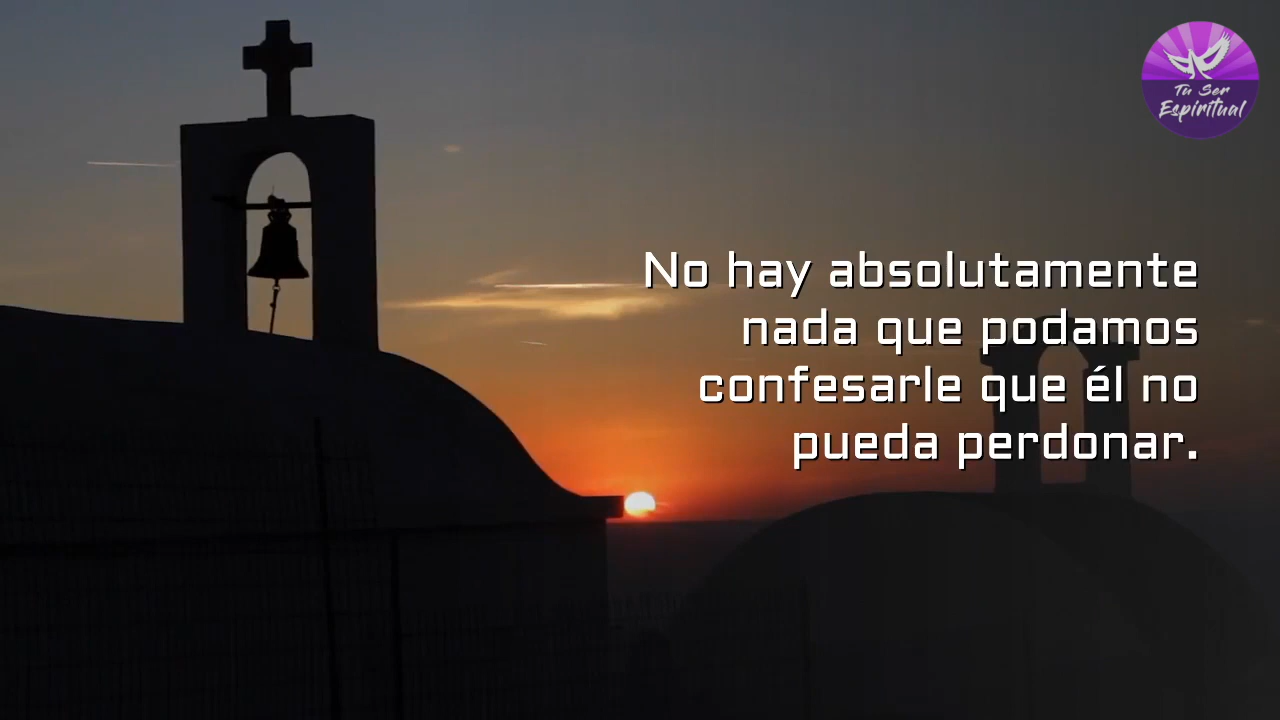 Tu Ser
Espiritual
No hay absolutamente
nada que podamos
confesarle que él no
pueda perdonar.